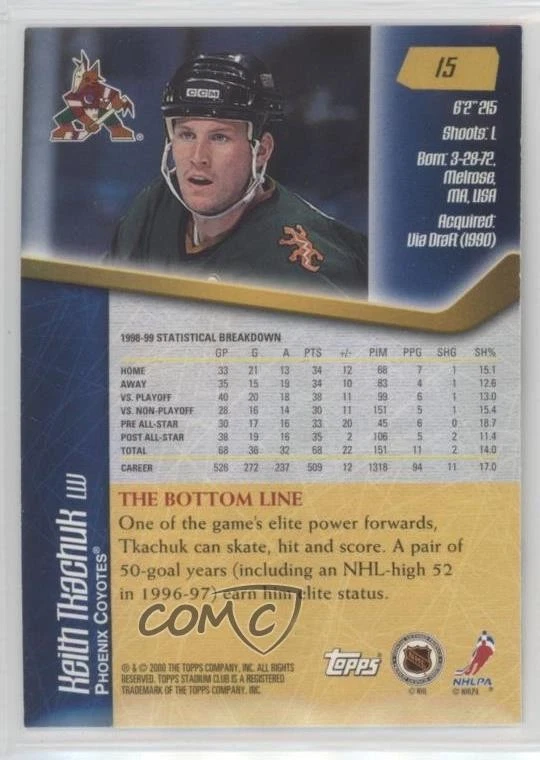 15
CCM
6'2" 215
Shoots: L
Born: 3-28-72,
Melrose,
MA, USA
Acquired:
Via Draft (1990)
1998-99 STATISTICAL BREAKDOWN
GP G A PTS +/- PIM PPG SHG SH%
HOME 33 21 13 34 12 68 7 1 15.1
AWAY 35 15 19 34 10 83 4 1 12.6
VS. PLAYOFF 40 20 18 38 11 99 6 1 13.0
VS. NON-PLAYOFF 28 16 14 30 11 151 5 1 15.4
PRE ALL-STAR 30 17 16 33 20 45 6 0 18.7
POST ALL-STAR 38 19 16 35 2 106 5 2 11.4
TOTAL 68 36 32 68 22 151 11 2 14.0
CAREER 526 272 237 509 12 1318 94 11 17.0
THE BOTTOM LINE
One of the game's elite power forwards,
Tkachuk can skate, hit and score. A pair of
50-goal years (including an NHL-high 52
in 1996-97) earn him elite status.
Keith Tkachuk LW
PHOENIX COYOTES®
COMC
® & © 2000 THE TOPPS COMPANY, INC. ALL RIGHTS
RESERVED. TOPPS STADIUM CLUB IS A REGISTERED
TRADEMARK OF THE TOPPS COMPANY, INC.
Topps®
NHL
© NHL
NHLPA
© NHLPA